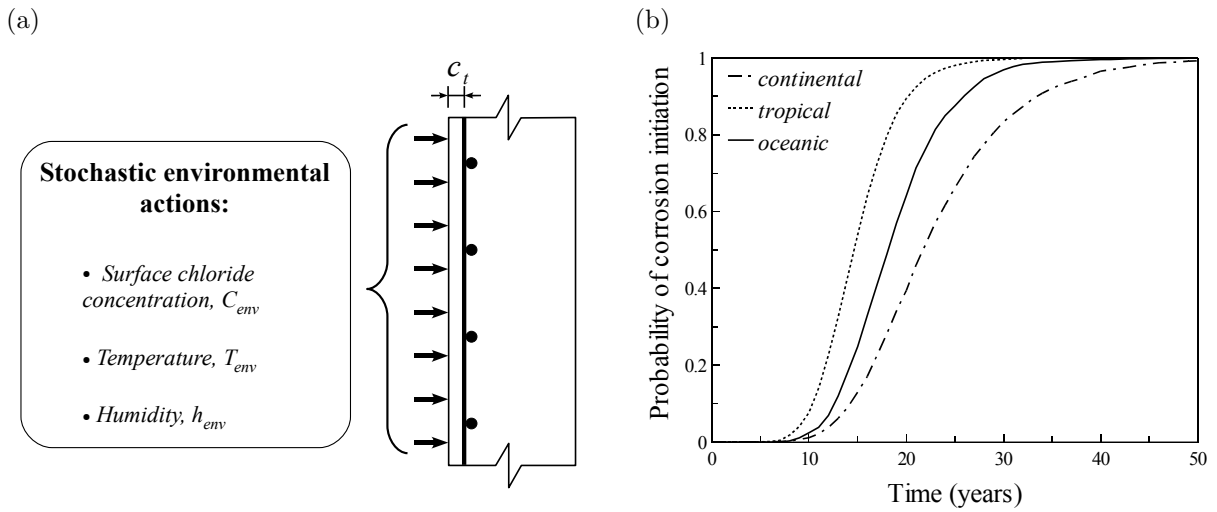 (a)
c_t
Stochastic environmental
actions:
• Surface chloride
concentration, C_env
• Temperature, T_env
• Humidity, h_env
(b)
Probability of corrosion initiation
1
0.8
0.6
0.4
0.2
0
continental
tropical
oceanic
0 10 20 30 40 50
Time (years)